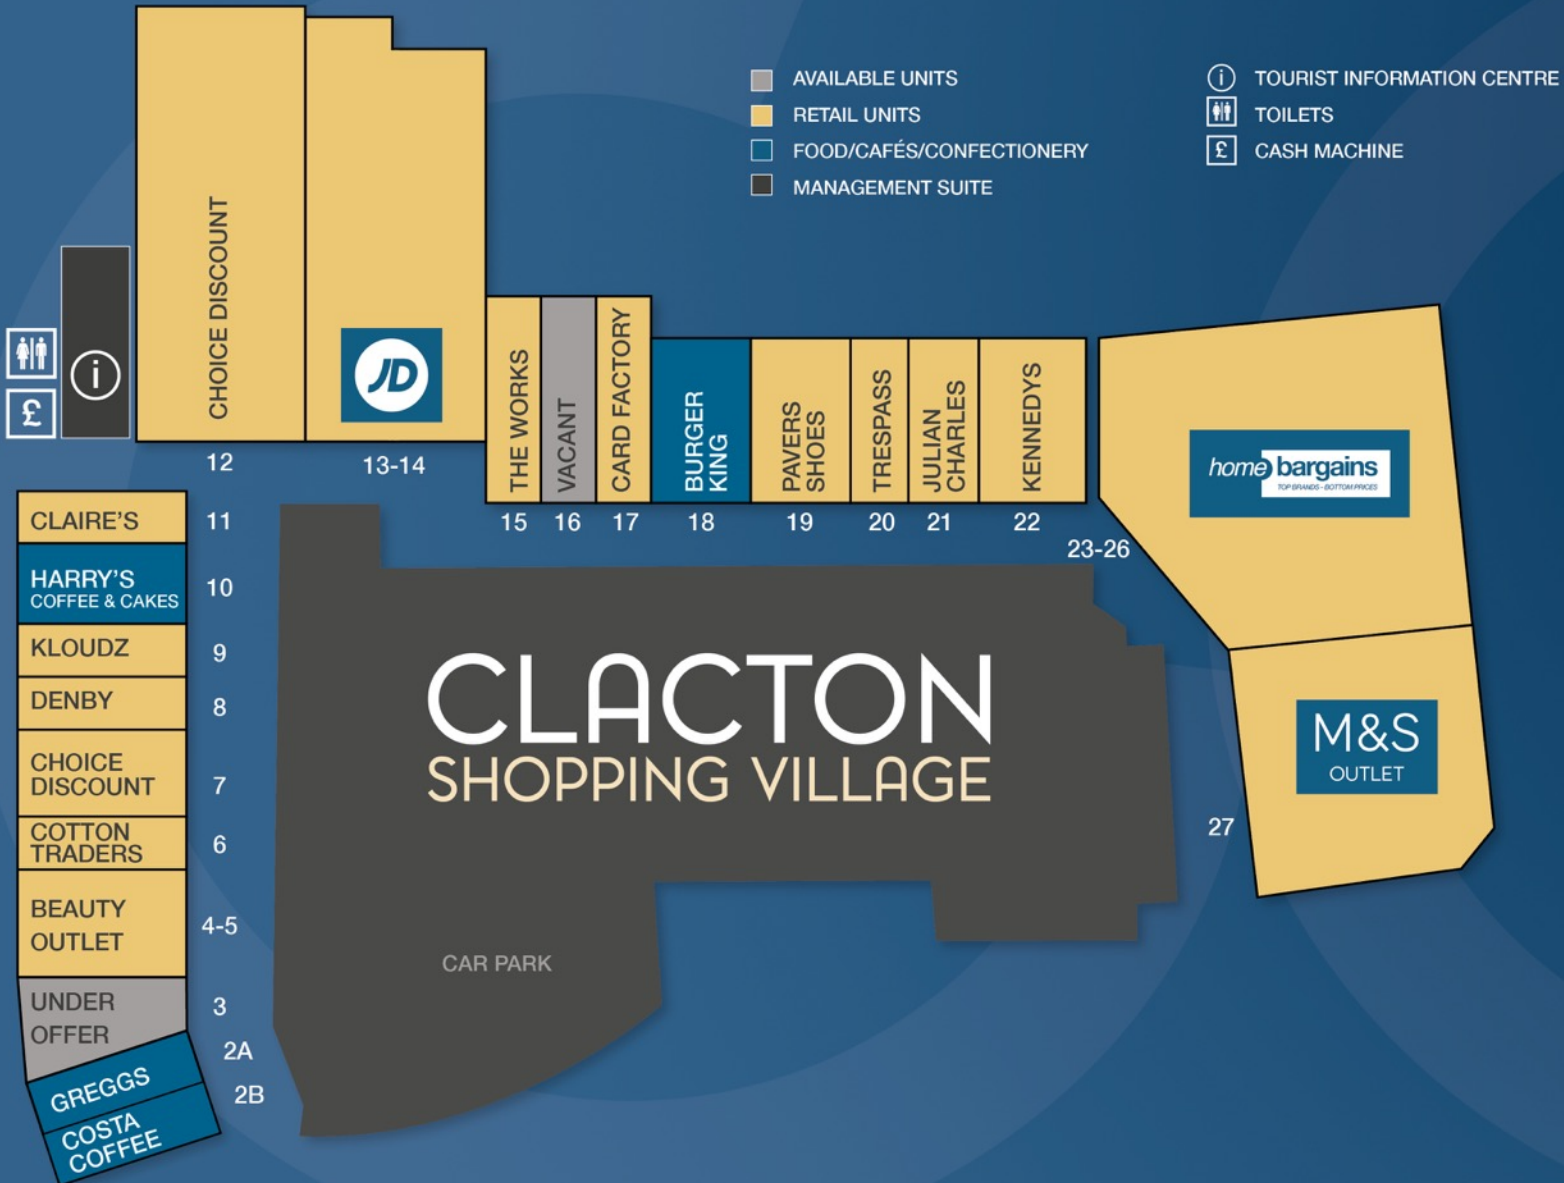 AVAILABLE UNITS
RETAIL UNITS
FOOD/CAFÉS/CONFECTIONERY
MANAGEMENT SUITE
i TOURIST INFORMATION CENTRE
TOILETS
£ CASH MACHINE
£
i
CHOICE DISCOUNT
12
JD
13-14
THE WORKS
15
VACANT
16
CARD FACTORY
17
BURGER
KING
18
PAVERS
SHOES
19
TRESPASS
20
JULIAN
CHARLES
21
KENNEDYS
22
home bargains
TOP BRANDS - BOTTOM PRICES
23-26
M&S
OUTLET
27
CLAIRE'S
11
HARRY'S
COFFEE & CAKES
10
KLOUDZ
9
DENBY
8
CHOICE
DISCOUNT
7
COTTON
TRADERS
6
BEAUTY
OUTLET
4-5
UNDER
OFFER
3
GREGGS
2A
COSTA
COFFEE
2B
CLACTON
SHOPPING VILLAGE
CAR PARK